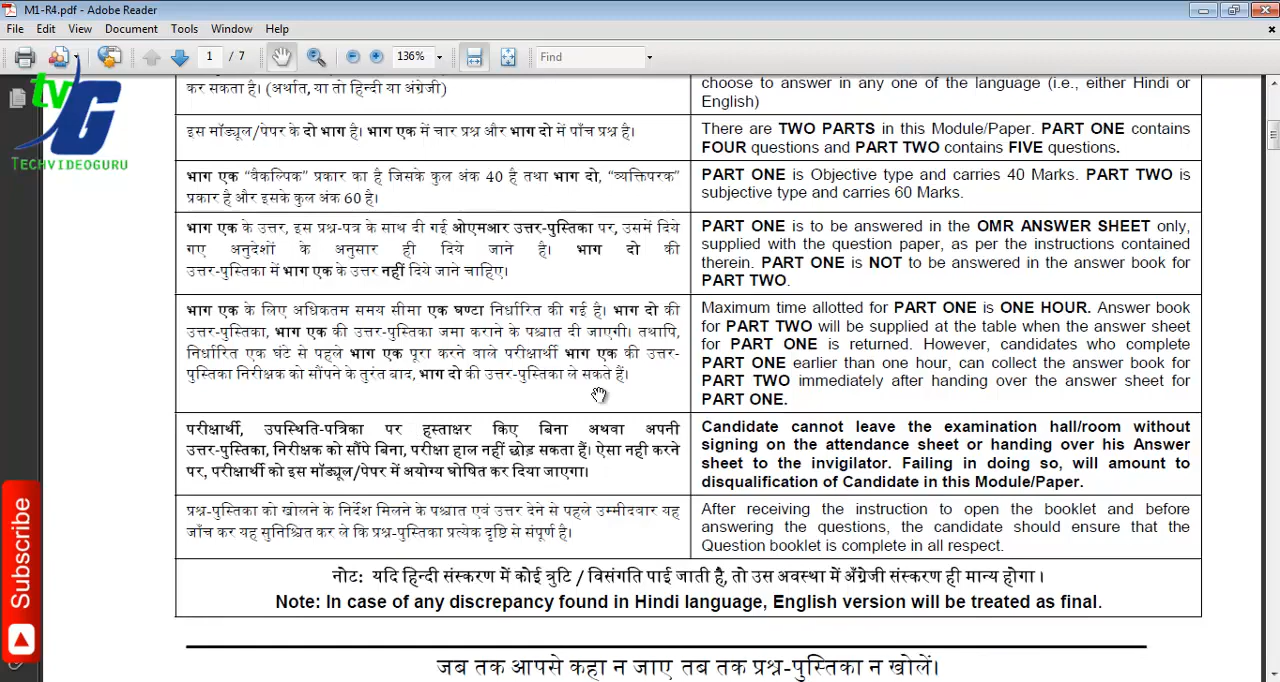 M1-R4.pdf - Adobe Reader
File Edit View Document Tools Window Help
1 / 7 136% Find
tv
G
TECHVIDEOGURU
कर सकता है। (अर्थात, या तो हिन्दी या अंग्रेजी)
choose to answer in any one of the language (i.e., either Hindi or
English)
इस मॉड्यूल/पेपर के दो भाग है। भाग एक में चार प्रश्न और भाग दो में पाँच प्रश्न है।
There are TWO PARTS in this Module/Paper. PART ONE contains
FOUR questions and PART TWO contains FIVE questions.
भाग एक “वैकल्पिक” प्रकार का है जिसके कुल अंक 40 है तथा भाग दो, “व्यक्तिपरक”
प्रकार है और इसके कुल अंक 60 है।
PART ONE is Objective type and carries 40 Marks. PART TWO is
subjective type and carries 60 Marks.
भाग एक के उत्तर, इस प्रश्न-पत्र के साथ दी गई ओएमआर उत्तर-पुस्तिका पर, उसमें दिये
गए अनुदेशों के अनुसार ही दिये जाने है। भाग दो की
उत्तर-पुस्तिका में भाग एक के उत्तर नहीं दिये जाने चाहिए।
PART ONE is to be answered in the OMR ANSWER SHEET only,
supplied with the question paper, as per the instructions contained
therein. PART ONE is NOT to be answered in the answer book for
PART TWO.
भाग एक के लिए अधिकतम समय सीमा एक घण्टा निर्धारित की गई है। भाग दो की
उत्तर-पुस्तिका, भाग एक की उत्तर-पुस्तिका जमा कराने के पश्चात दी जाएगी। तथापि,
निर्धारित एक घंटे से पहले भाग एक पूरा करने वाले परीक्षार्थी भाग एक की उत्तर-
पुस्तिका निरीक्षक को सौंपने के तुरंत बाद, भाग दो की उत्तर-पुस्तिका ले सकते हैं।
Maximum time allotted for PART ONE is ONE HOUR. Answer book
for PART TWO will be supplied at the table when the answer sheet
for PART ONE is returned. However, candidates who complete
PART ONE earlier than one hour, can collect the answer book for
PART TWO immediately after handing over the answer sheet for
PART ONE.
परीक्षार्थी, उपस्थिति-पत्रिका पर हस्ताक्षर किए बिना अथवा अपनी
उत्तर-पुस्तिका, निरीक्षक को सौंपे बिना, परीक्षा हाल नहीं छोड़ सकता हैं। ऐसा नही करने
पर, परीक्षार्थी को इस मॉड्यूल/पेपर में अयोग्य घोषित कर दिया जाएगा।
Candidate cannot leave the examination hall/room without
signing on the attendance sheet or handing over his Answer
sheet to the invigilator. Failing in doing so, will amount to
disqualification of Candidate in this Module/Paper.
प्रश्न-पुस्तिका को खोलने के निर्देश मिलने के पश्चात एवं उत्तर देने से पहले उम्मीदवार यह
जाँच कर यह सुनिश्चित कर ले कि प्रश्न-पुस्तिका प्रत्येक दृष्टि से संपूर्ण है।
After receiving the instruction to open the booklet and before
answering the questions, the candidate should ensure that the
Question booklet is complete in all respect.
नोट: यदि हिन्दी संस्करण में कोई त्रुटि / विसंगति पाई जाती है, तो उस अवस्था में अँग्रेजी संस्करण ही मान्य होगा ।
Note: In case of any discrepancy found in Hindi language, English version will be treated as final.
जब तक आपसे कहा न जाए तब तक प्रश्न-पुस्तिका न खोलें।
Subscribe